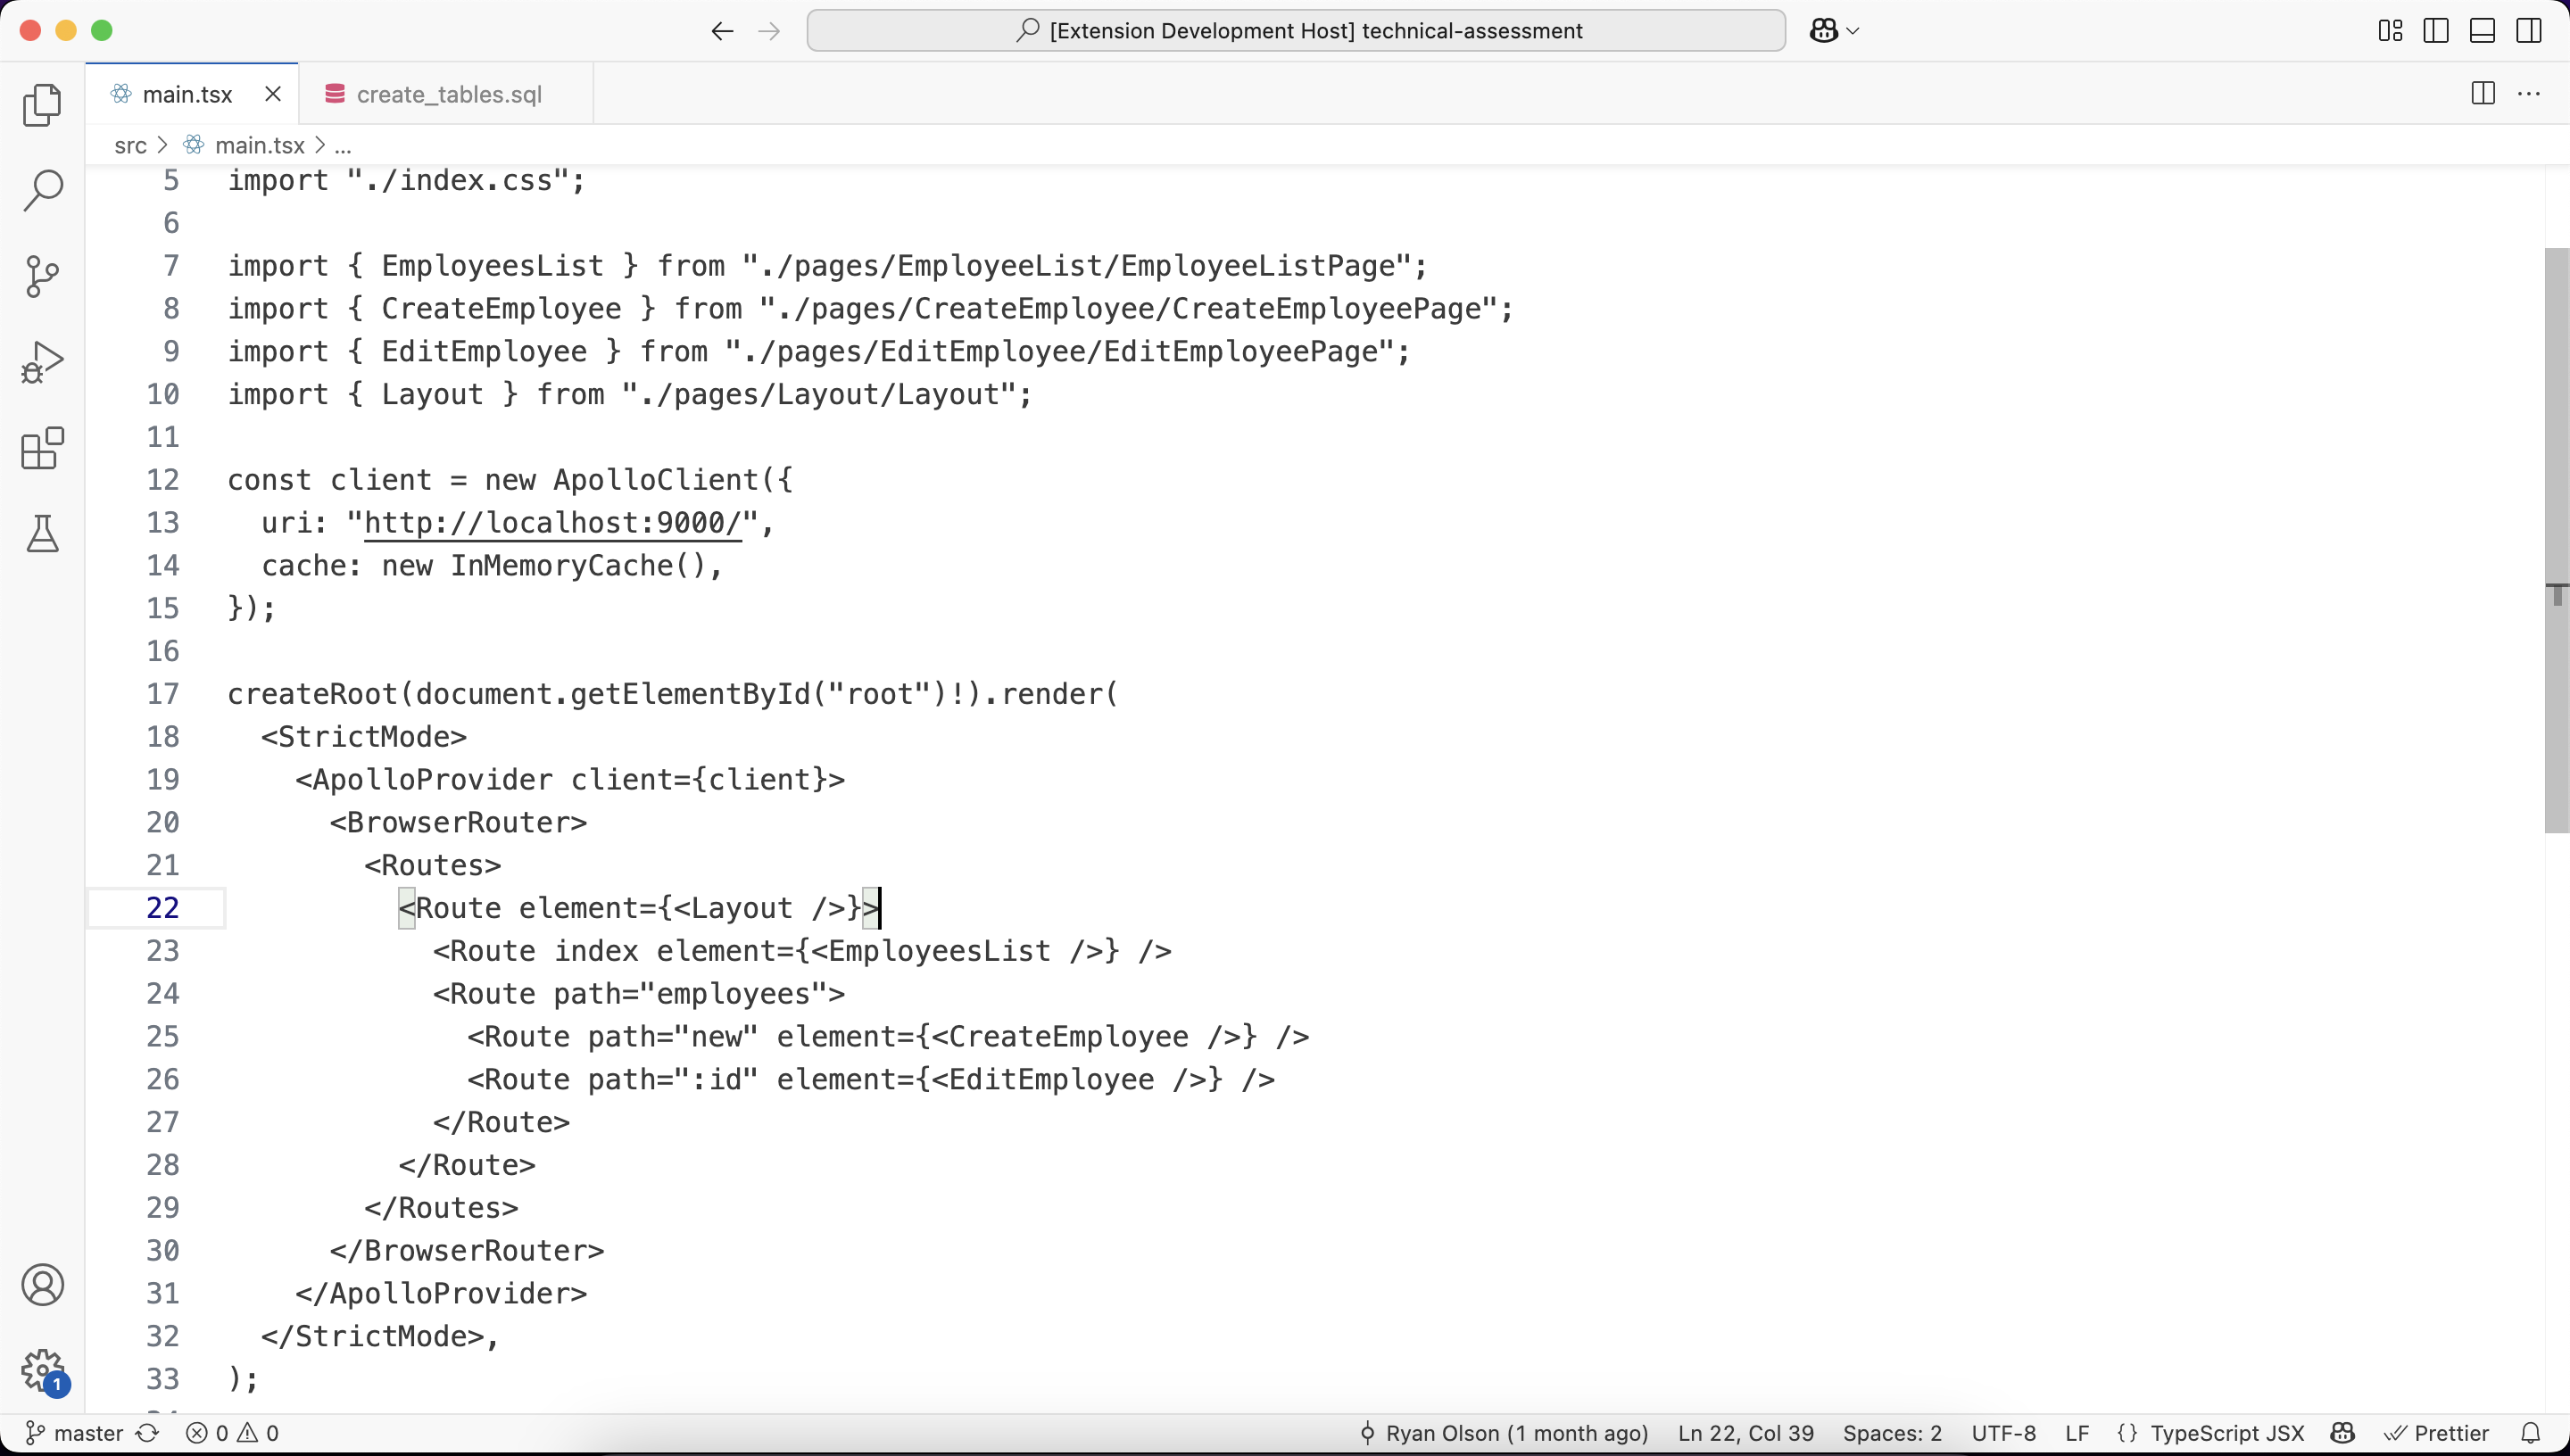 [Extension Development Host] technical-assessment
main.tsx
create_tables.sql
src > main.tsx > ...
5 import "./index.css";
6
7 import { EmployeesList } from "./pages/EmployeeList/EmployeeListPage";
8 import { CreateEmployee } from "./pages/CreateEmployee/CreateEmployeePage";
9 import { EditEmployee } from "./pages/EditEmployee/EditEmployeePage";
10 import { Layout } from "./pages/Layout/Layout";
11
12 const client = new ApolloClient({
13   uri: "http://localhost:9000/",
14   cache: new InMemoryCache(),
15 });
16
17 createRoot(document.getElementById("root")!).render(
18   <StrictMode>
19     <ApolloProvider client={client}>
20       <BrowserRouter>
21         <Routes>
22           <Route element={<Layout />}>
23             <Route index element={<EmployeesList />} />
24             <Route path="employees">
25               <Route path="new" element={<CreateEmployee />} />
26               <Route path=":id" element={<EditEmployee />} />
27             </Route>
28           </Route>
29         </Routes>
30       </BrowserRouter>
31     </ApolloProvider>
32   </StrictMode>,
33 );
1
master 0 0 Ryan Olson (1 month ago) Ln 22, Col 39 Spaces: 2 UTF-8 LF {} TypeScript JSX Prettier